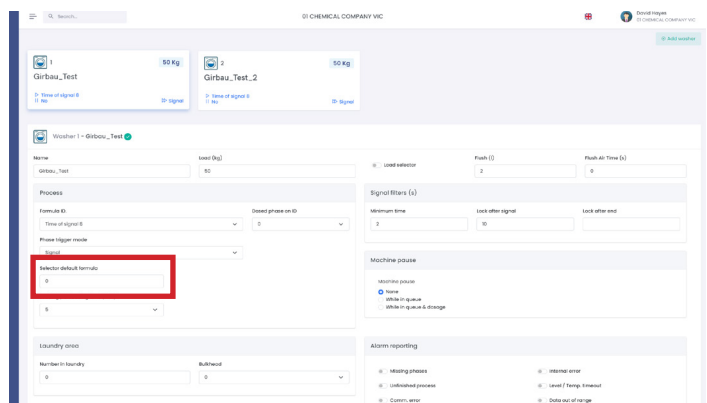 Search...
01 CHEMICAL COMPANY VIC
David Hayes
01 CHEMICAL COMPANY VIC
Add washer
1
50 Kg
Girbau_Test
Time of signal B
No
Signal
2
50 Kg
Girbau_Test_2
Time of signal B
No
Signal
Washer 1 - Girbau_Test
Name
Load (kg)
Load selector
Flush (l)
Flush Air Time (s)
Girbau_Test
50
2
0
Process
Signal filters (s)
Formula ID:
Dosed phase on ID
Minimum time
Lock after signal
Lock after end
Time of signal B
0
2
10
Phase trigger mode
Signal
Machine pause
Selector default formula
0
Machine pause
None
While in queue
While in queue & dosage
Laundry area
Alarm reporting
Number in laundry
Bulkhead
0
0
Missing phases
Internal error
Unfinished process
Level / Temp. timeout
Comm. error
Data out of range